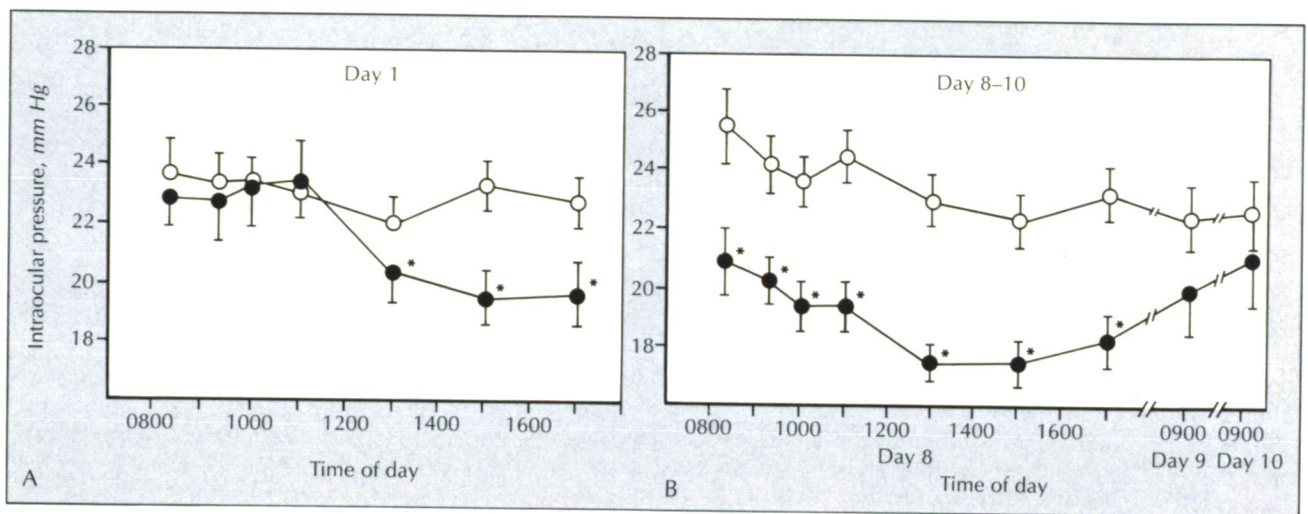 Day 1
Intraocular pressure, mm Hg
28
26
24
22
20
18
0800 1000 1200 1400 1600
Time of day
A
Day 8–10
28
26
24
22
20
18
* * * * * * * * * *
0800 1000 1200 1400 1600 0900 0900
Day 8 Day 9 Day 10
Time of day
B